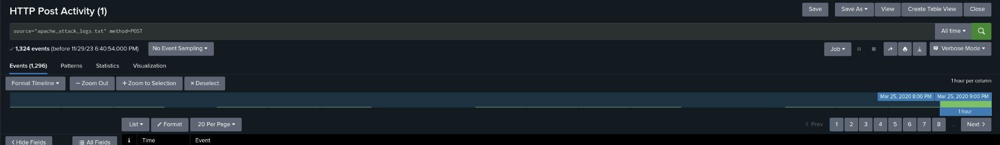 HTTP Post Activity (1)
Save Save As View Create Table View Close
source="apache_attack_logs.txt" method=POST
All time
1,324 events (before 11/29/23 6:40:54.000 PM) No Event Sampling
Job Verbose Mode
Events (1,296) Patterns Statistics Visualization
Format Timeline — Zoom Out + Zoom to Selection × Deselect
1 hour per column
Mar 25, 2020 8:00 PM Mar 25, 2020 9:00 PM
1 hour
List Format 20 Per Page
< Prev 1 2 3 4 5 6 7 8 ... Next >
< Hide Fields All Fields i Time Event